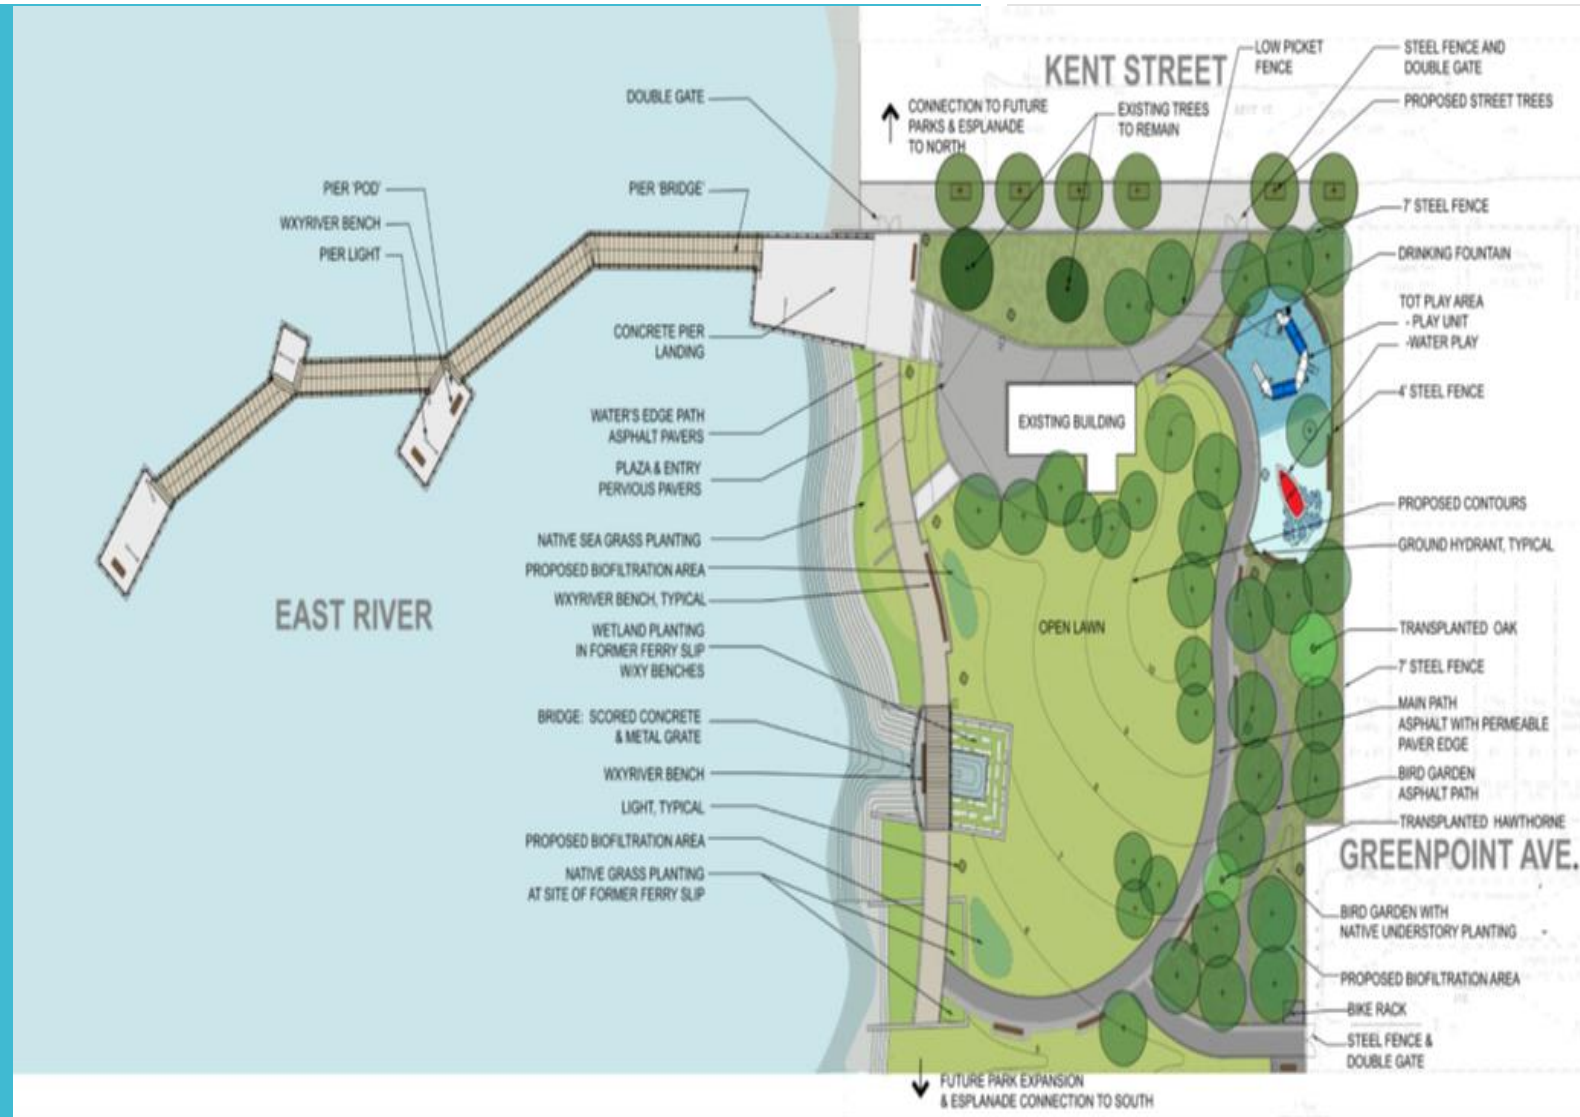 KENT STREET
LOW PICKET
FENCE
STEEL FENCE AND
DOUBLE GATE
DOUBLE GATE
CONNECTION TO FUTURE
PARKS & ESPLANADE
TO NORTH
EXISTING TREES
TO REMAIN
PROPOSED STREET TREES
PIER 'POD'
PIER 'BRIDGE'
WXYRIVER BENCH
PIER LIGHT
7' STEEL FENCE
DRINKING FOUNTAIN
TOT PLAY AREA
- PLAY UNIT
-WATER PLAY
CONCRETE PIER
LANDING
4' STEEL FENCE
WATER'S EDGE PATH
ASPHALT PAVERS
EXISTING BUILDING
PLAZA & ENTRY
PERVIOUS PAVERS
PROPOSED CONTOURS
NATIVE SEA GRASS PLANTING
GROUND HYDRANT, TYPICAL
PROPOSED BIOFILTRATION AREA
WXYRIVER BENCH, TYPICAL
EAST RIVER
OPEN LAWN
WETLAND PLANTING
IN FORMER FERRY SLIP
W/XY BENCHES
TRANSPLANTED OAK
7' STEEL FENCE
MAIN PATH
ASPHALT WITH PERMEABLE
PAVER EDGE
BRIDGE: SCORED CONCRETE
& METAL GRATE
WXYRIVER BENCH
BIRD GARDEN
ASPHALT PATH
LIGHT, TYPICAL
TRANSPLANTED HAWTHORNE
PROPOSED BIOFILTRATION AREA
GREENPOINT AVE.
NATIVE GRASS PLANTING
AT SITE OF FORMER FERRY SLIP
BIRD GARDEN WITH
NATIVE UNDERSTORY PLANTING
PROPOSED BIOFILTRATION AREA
BIKE RACK
STEEL FENCE &
DOUBLE GATE
FUTURE PARK EXPANSION
& ESPLANADE CONNECTION TO SOUTH